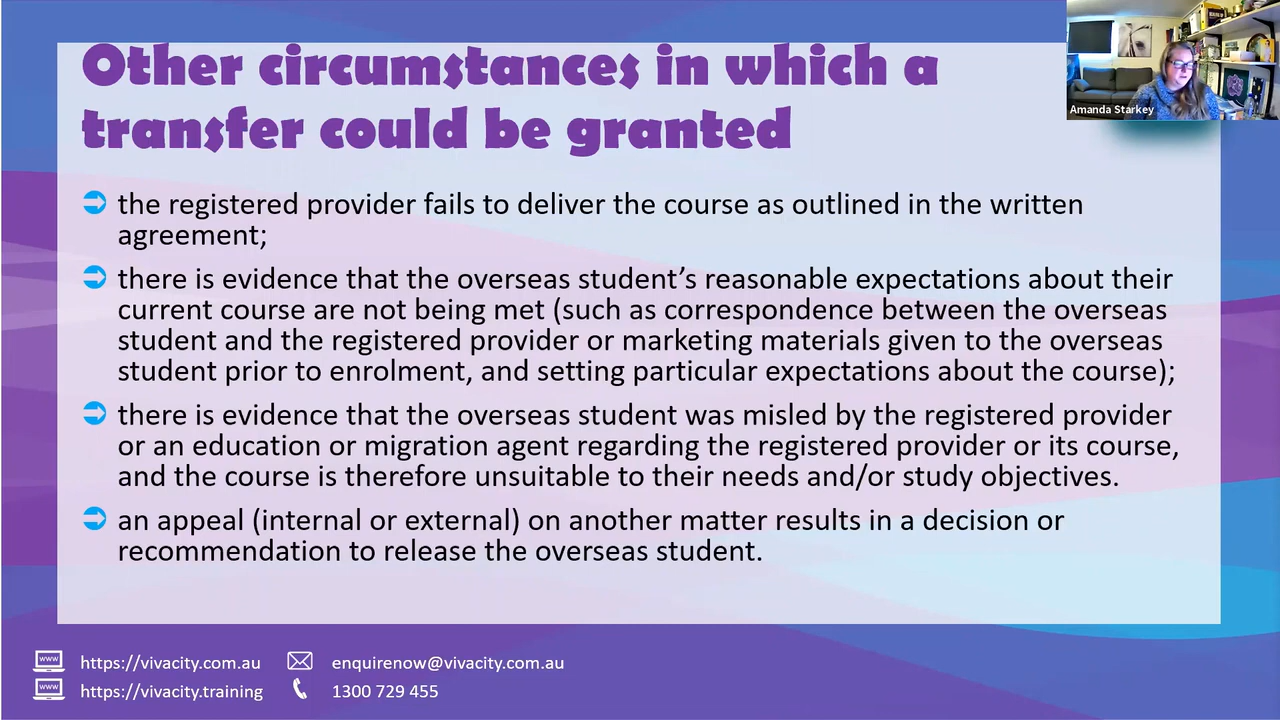 Other circumstances in which a
transfer could be granted
Amanda Starkey
the registered provider fails to deliver the course as outlined in the written
agreement;
there is evidence that the overseas student’s reasonable expectations about their
current course are not being met (such as correspondence between the overseas
student and the registered provider or marketing materials given to the overseas
student prior to enrolment, and setting particular expectations about the course);
there is evidence that the overseas student was misled by the registered provider
or an education or migration agent regarding the registered provider or its course,
and the course is therefore unsuitable to their needs and/or study objectives.
an appeal (internal or external) on another matter results in a decision or
recommendation to release the overseas student.
www https://vivacity.com.au enquirenow@vivacity.com.au
www https://vivacity.training 1300 729 455